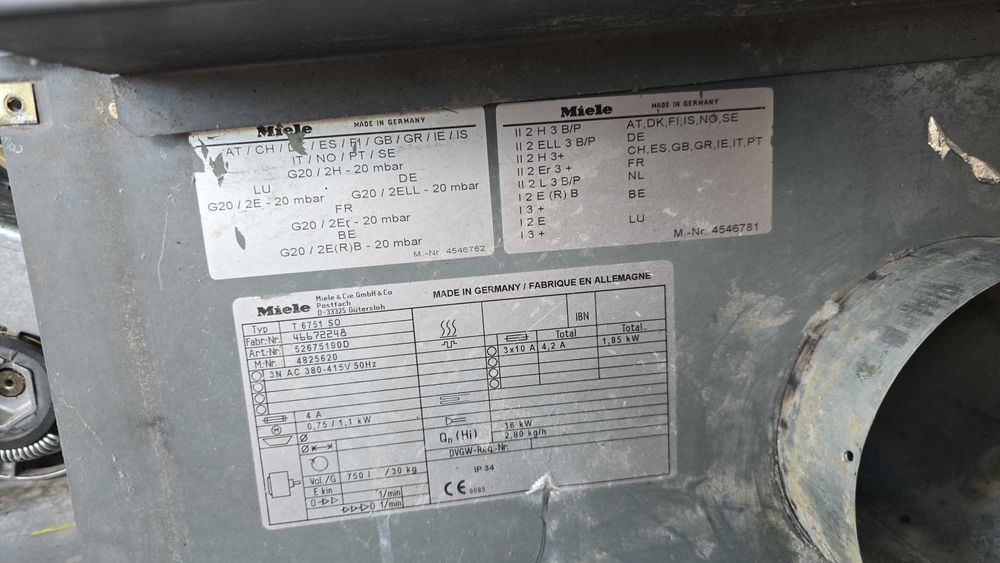 Miele MADE IN GERMANY
AT / CH / DK / ES / FI / GB / GR / IE / IS
IT / NO / PT / SE
G20 / 2H - 20 mbar
LU DE
G20 / 2E - 20 mbar G20 / 2ELL - 20 mbar
FR
G20 / 2Er - 20 mbar
BE
G20 / 2E(R)B - 20 mbar
M.-Nr. 4546762
Miele MADE IN GERMANY
II 2 H 3 B/P AT,DK,FI,IS,NO,SE
II 2 ELL 3 B/P DE
II 2 H 3+ CH,ES,GB,GR,IE,IT,PT
II 2 Er 3+ FR
II 2 L 3 B/P NL
I 2 E (R) B BE
I 3 +
I 2 E LU
I 3 +
M.-Nr. 4546781
Miele
Miele & Cie. GmbH & Co
Postfach
D-33325 Gütersloh
MADE IN GERMANY / FABRIQUE EN ALLEMAGNE
Typ T 6751 SO
Fabr.-Nr. 46672248
Art.-Nr. 52675190D
M.-Nr. 4825620
3N AC 380-415V 50Hz
4 A
M 0,75 / 1,1 kW
Ø
Ø
Vol./G 750 l / 30 kg
E kin
0 1/min
0 1/min
IBN
Total Total
3x10 A 4,2 A 1,85 kW
36 kW
Qn (Hi) 2,80 kg/h
DVGW-Reg.-Nr.
IP 34
CE 0085